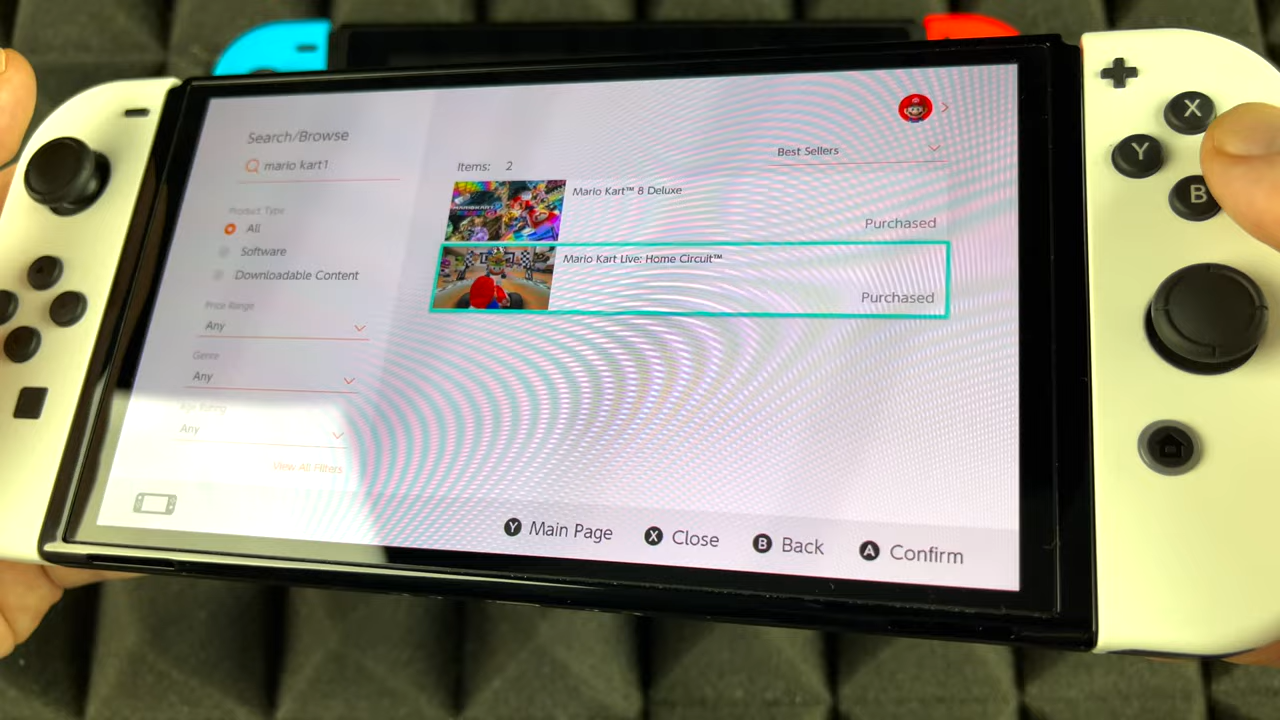 Search/Browse
mario kart1
Product Type
All
Software
Downloadable Content
Price Range
Any
Genre
Any
Any
View All Filters
Items: 2
Best Sellers
Mario Kart™ 8 Deluxe
Purchased
Mario Kart Live: Home Circuit™
Purchased
Y Main Page
X Close
B Back
A Confirm
X
Y
B